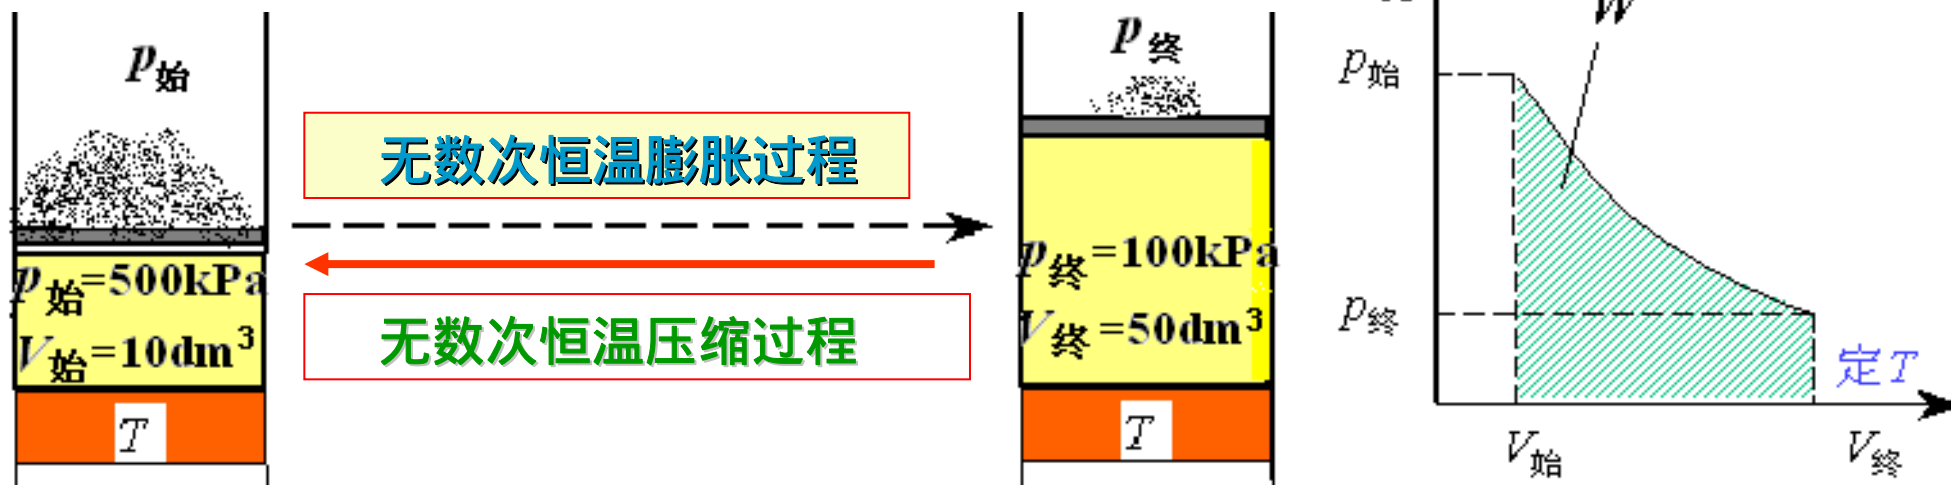 p始
无数次恒温膨胀过程
p始=500kPa
V始=10dm³
T
无数次恒温压缩过程
p终
p终=100kPa
V终=50dm³
T
W
p始
p终
定T
V始
V终